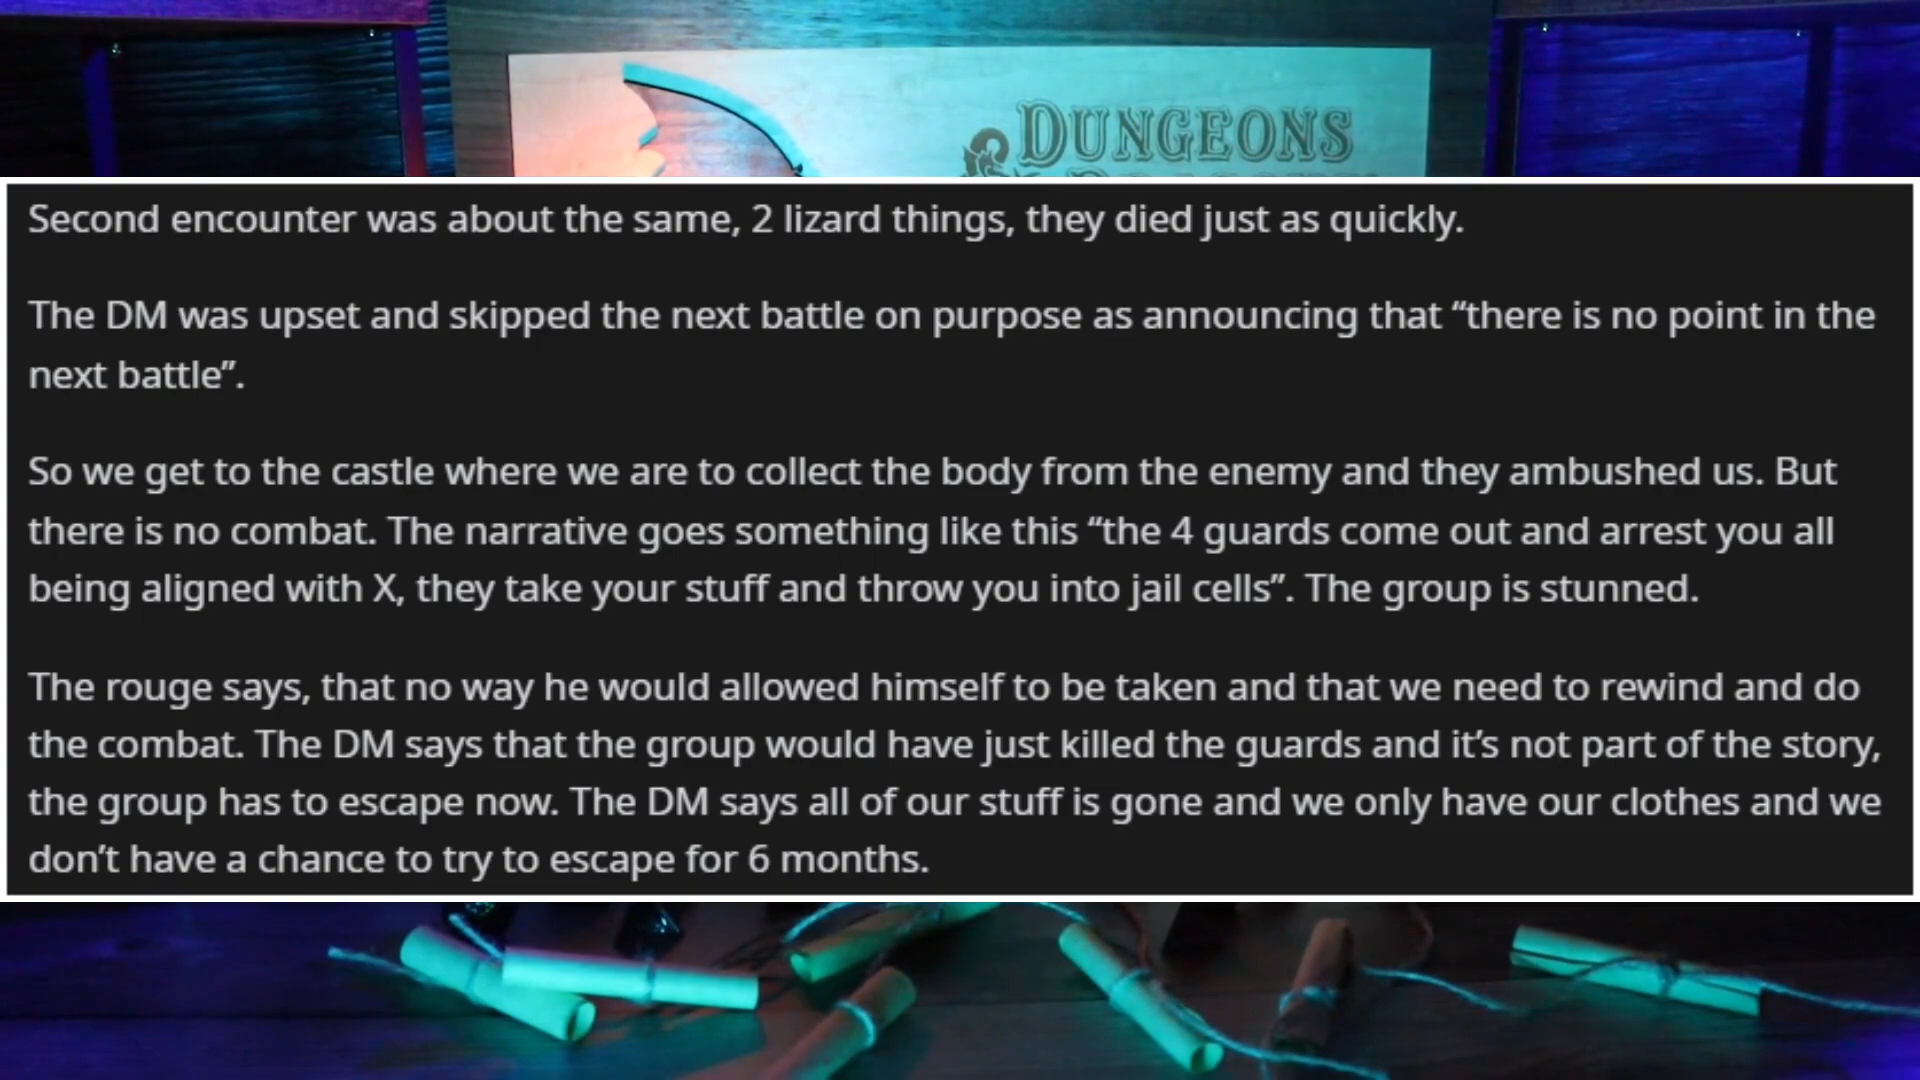 DUNGEONS
Second encounter was about the same, 2 lizard things, they died just as quickly.
The DM was upset and skipped the next battle on purpose as announcing that “there is no point in the
next battle”.
So we get to the castle where we are to collect the body from the enemy and they ambushed us. But
there is no combat. The narrative goes something like this “the 4 guards come out and arrest you all
being aligned with X, they take your stuff and throw you into jail cells”. The group is stunned.
The rouge says, that no way he would allowed himself to be taken and that we need to rewind and do
the combat. The DM says that the group would have just killed the guards and it’s not part of the story,
the group has to escape now. The DM says all of our stuff is gone and we only have our clothes and we
don’t have a chance to try to escape for 6 months.